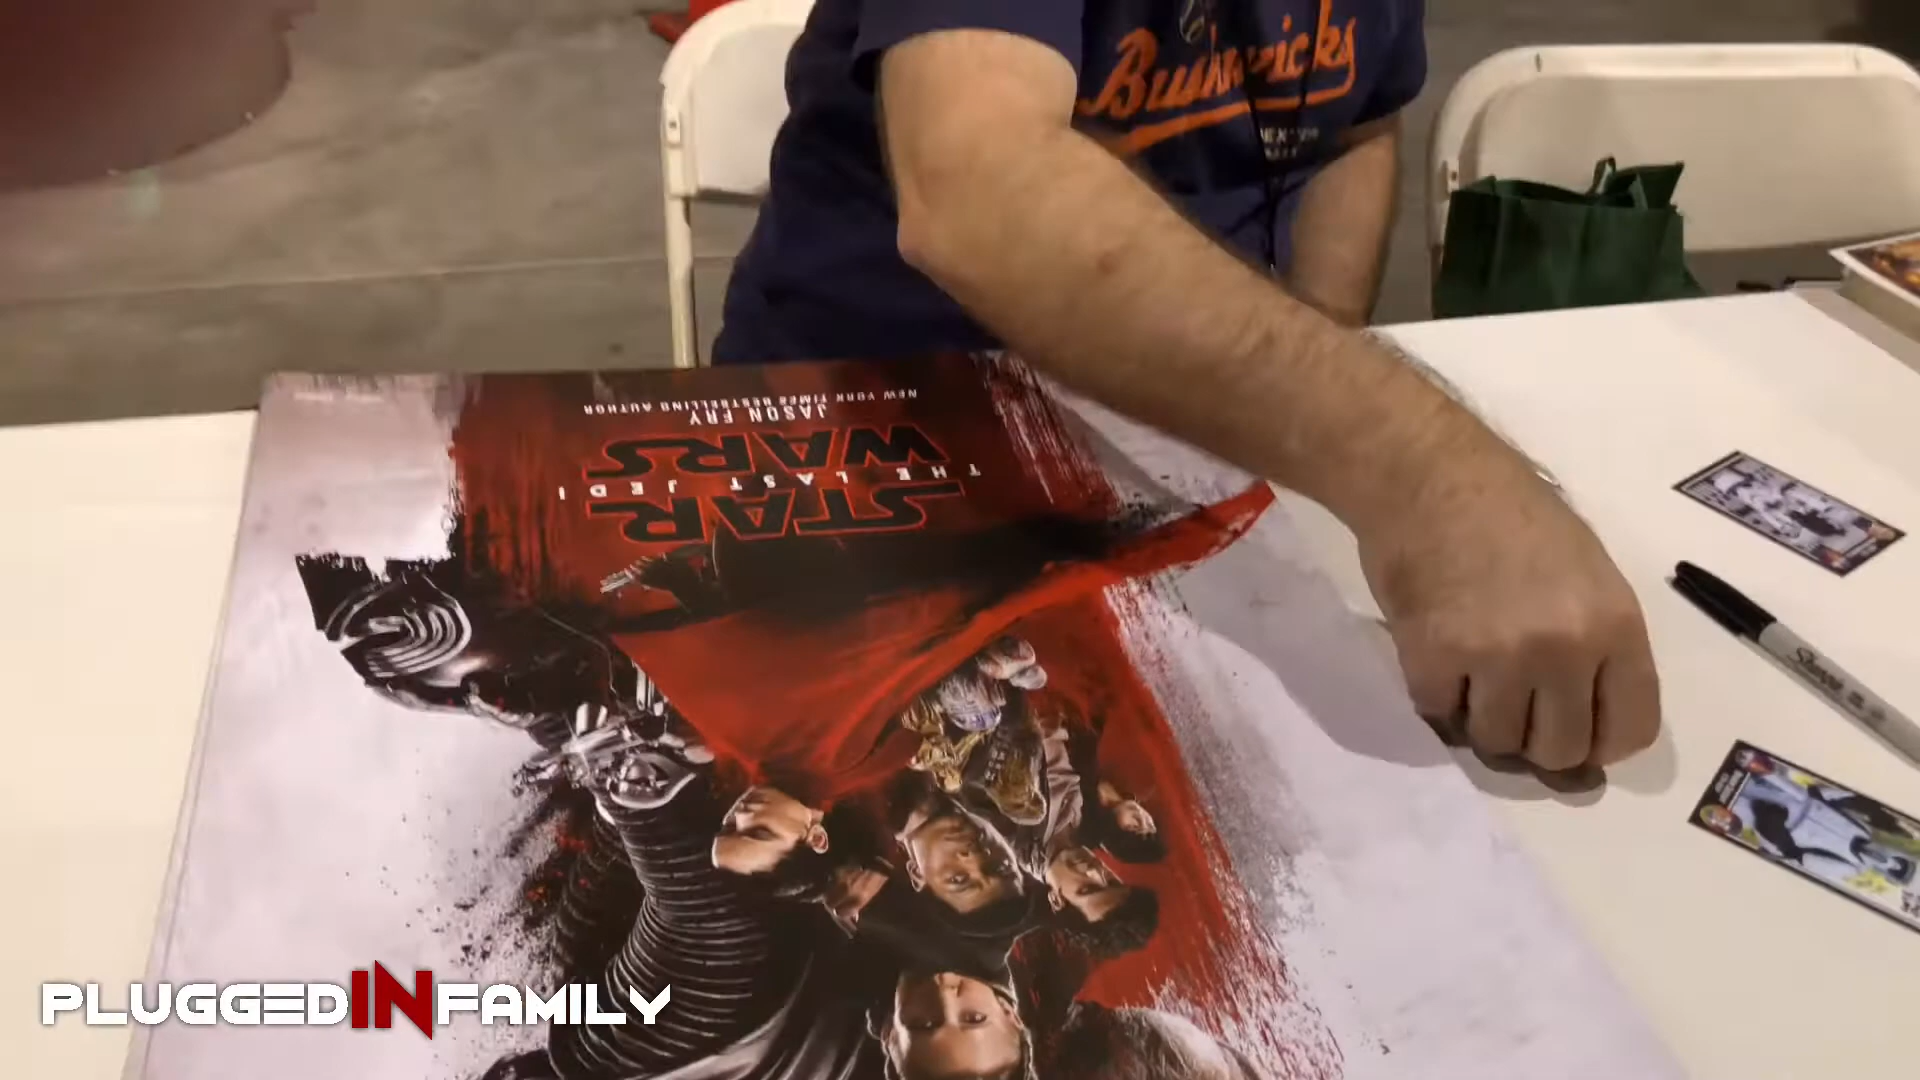 Bushwicks
NEW YORK TIMES BESTSELLING AUTHOR
JASON FRY
STAR
WARS
THE LAST JEDI
Sharpie
PLUGGEDINFAMILY